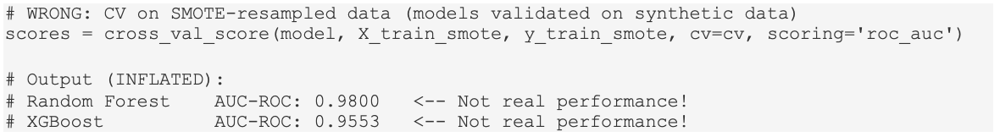 # WRONG: CV on SMOTE-resampled data (models validated on synthetic data)
scores = cross_val_score(model, X_train_smote, y_train_smote, cv=cv, scoring='roc_auc')
# Output (INFLATED):
# Random Forest    AUC-ROC: 0.9800   <-- Not real performance!
# XGBoost          AUC-ROC: 0.9553   <-- Not real performance!